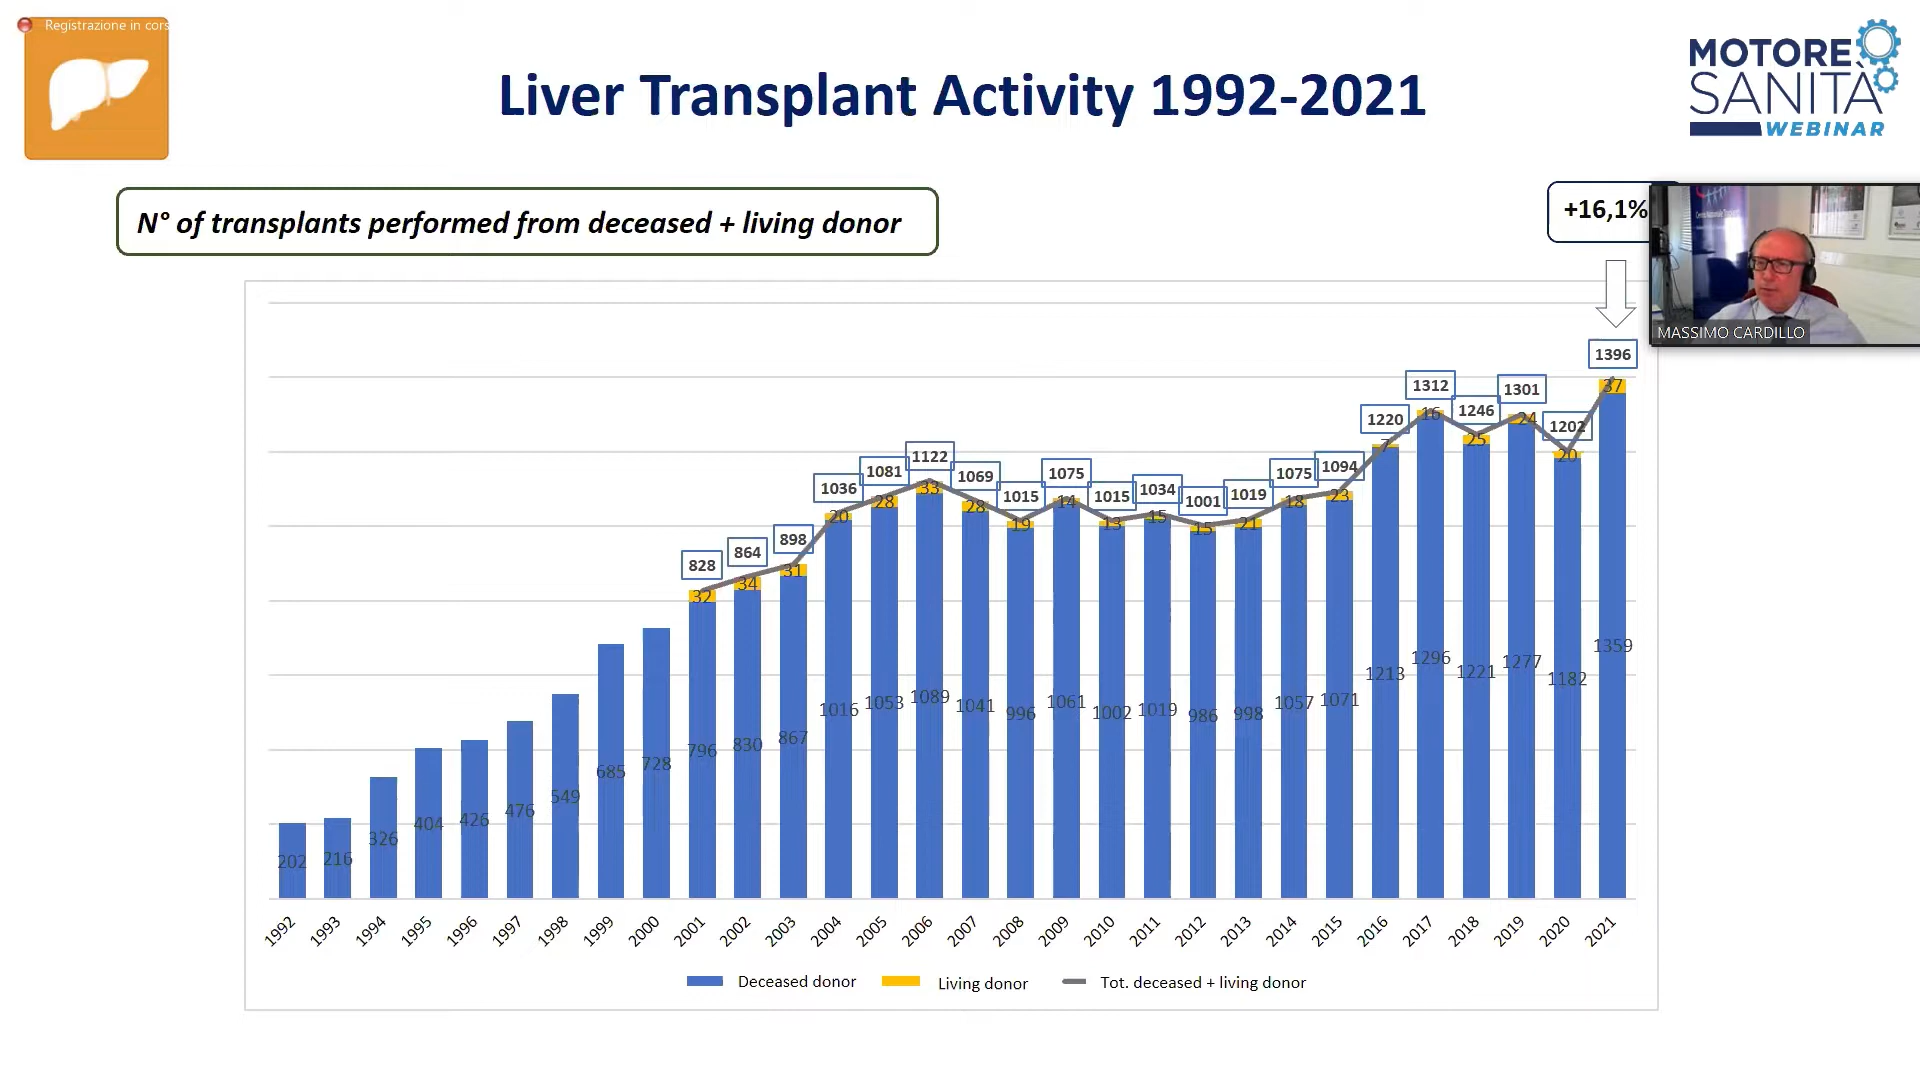 Registrazione in cors
MOTORE
SANITÀ
WEBINAR
Liver Transplant Activity 1992-2021
N° of transplants performed from deceased + living donor
+16,1%
MASSIMO CARDILLO
828 864 898 1036 1081 1122 1069 1015 1075 1015 1034 1001 1019 1075 1094 1220 1312 1246 1301 1202 1396
32 34 31 20 28 33 28 19 14 13 15 15 21 18 23 7 16 25 24 20 37
202 216 326 404 426 476 549 685 728 796 830 867 1016 1053 1089 1041 996 1061 1002 1019 986 998 1057 1071 1213 1296 1221 1277 1182 1359
1992 1993 1994 1995 1996 1997 1998 1999 2000 2001 2002 2003 2004 2005 2006 2007 2008 2009 2010 2011 2012 2013 2014 2015 2016 2017 2018 2019 2020 2021
Deceased donor Living donor Tot. deceased + living donor